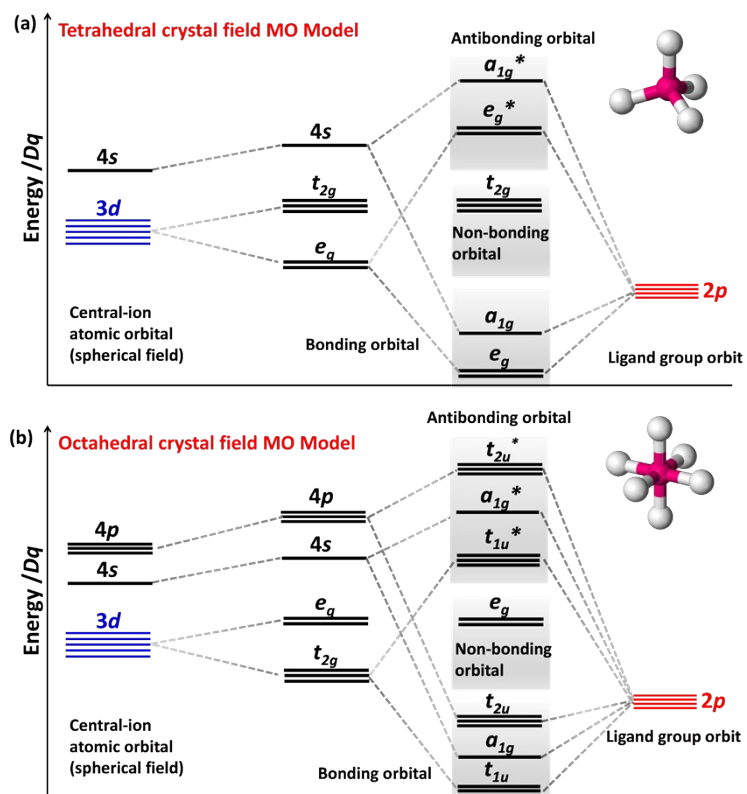 (a)
Tetrahedral crystal field MO Model
Antibonding orbital
a1g*
eg*
4s
4s
t2g
t2g
3d
Non-bonding
orbital
eq
2p
a1g
eg
Energy /Dq
Central-ion
atomic orbital
(spherical field)
Bonding orbital
Ligand group orbit
(b)
Octahedral crystal field MO Model
Antibonding orbital
t2u*
4p
a1g*
4p
4s
t1u*
4s
eq
eg
3d
t2g
Non-bonding
orbital
t2u
2p
a1g
t1u
Energy /Dq
Central-ion
atomic orbital
(spherical field)
Bonding orbital
Ligand group orbit